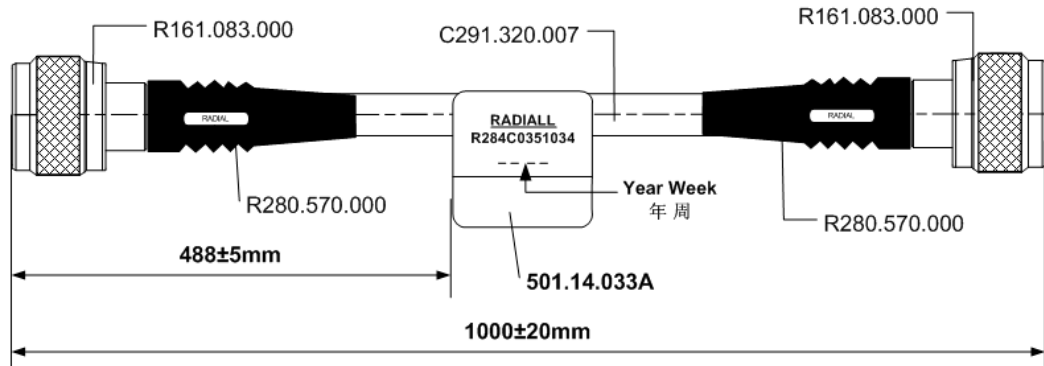 R161.083.000
C291.320.007
R161.083.000
RADIAL
RADIALL
R284C0351034
RADIAL
Year Week
年 周
R280.570.000
R280.570.000
488±5mm
501.14.033A
1000±20mm